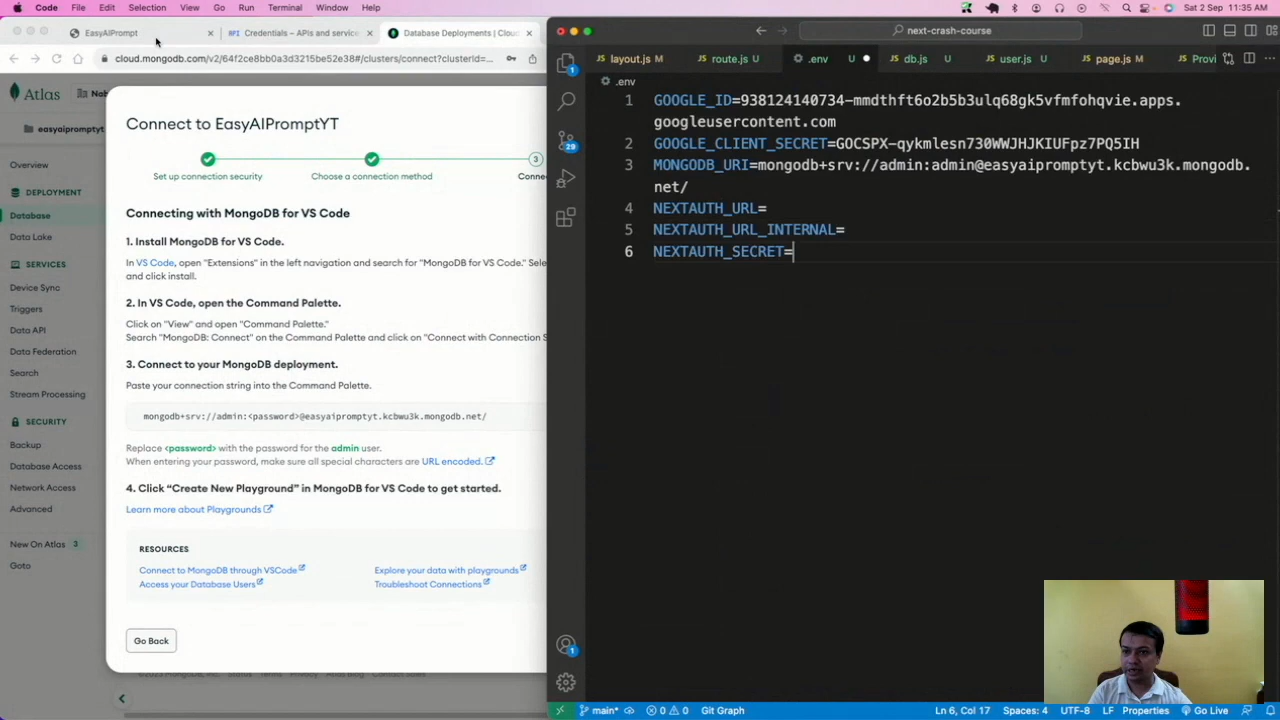 Code File Edit Selection View Go Run Terminal Window Help
Sat 2 Sep 11:35 AM
EasyAIPrompt
API Credentials – APIs and service
Database Deployments | Clou
cloud.mongodb.com/v2/64f2ce8bb0a3d3215be52e38#/clusters/connect?clusterId=...
next-crash-course
layout.js M
route.js U
.env U
db.js U
user.js U
page.js M
Provi
.env
Atlas
Nab
easyaipromptyt
Overview
DEPLOYMENT
Database
Data Lake
SERVICES
Device Sync
Triggers
Data API
Data Federation
Search
Stream Processing
SECURITY
Backup
Database Access
Network Access
Advanced
New On Atlas 3
Goto
Connect to EasyAIPromptYT
3
Set up connection security
Choose a connection method
Connec
Connecting with MongoDB for VS Code
1. Install MongoDB for VS Code.
In VS Code, open "Extensions" in the left navigation and search for "MongoDB for VS Code." Sele
and click install.
2. In VS Code, open the Command Palette.
Click on "View" and open "Command Palette."
Search "MongoDB: Connect" on the Command Palette and click on "Connect with Connection S
3. Connect to your MongoDB deployment.
Paste your connection string into the Command Palette.
mongodb+srv://admin:<password>@easyaipromptyt.kcbwu3k.mongodb.net/
Replace <password> with the password for the admin user.
When entering your password, make sure all special characters are URL encoded.
4. Click “Create New Playground” in MongoDB for VS Code to get started.
Learn more about Playgrounds
RESOURCES
Connect to MongoDB through VSCode
Explore your data with playgrounds
Access your Database Users
Troubleshoot Connections
Go Back
1 GOOGLE_ID=938124140734-mmdthft6o2b5b3ulq68gk5vfmfohqvie.apps.
googleusercontent.com
2 GOOGLE_CLIENT_SECRET=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
3 MONGODB_URI=mongodb+srv://admin:admin@easyaipromptyt.kcbwu3k.mongodb.
net/
4 NEXTAUTH_URL=
5 NEXTAUTH_URL_INTERNAL=
6 NEXTAUTH_SECRET=
1
29
1
main* 0 0 Git Graph
Ln 6, Col 17 Spaces: 4 UTF-8 LF Properties Go Live